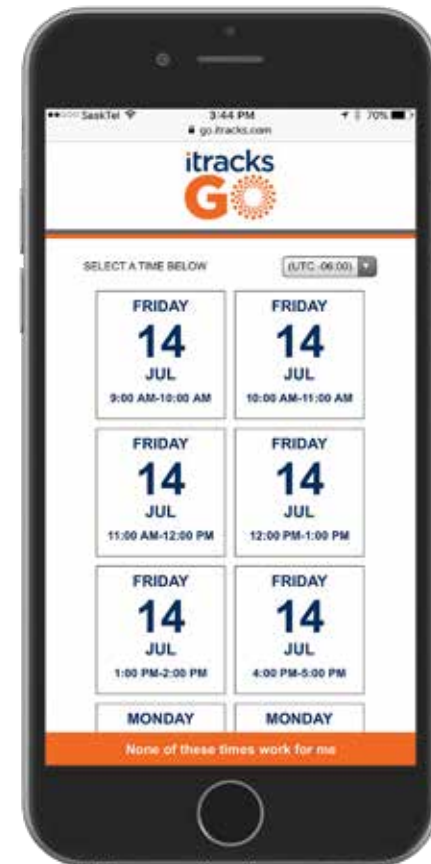 SaskTel 3:44 PM 70%
go.itracks.com
itracks
GO
SELECT A TIME BELOW (UTC -06:00)
FRIDAY FRIDAY
14 14
JUL JUL
9:00 AM-10:00 AM 10:00 AM-11:00 AM
FRIDAY FRIDAY
14 14
JUL JUL
11:00 AM-12:00 PM 12:00 PM-1:00 PM
FRIDAY FRIDAY
14 14
JUL JUL
1:00 PM-2:00 PM 4:00 PM-5:00 PM
MONDAY MONDAY
None of these times work for me